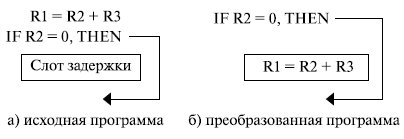 R1 = R2 + R3
IF R2 = 0, THEN
Слот задержки
а) исходная программа
IF R2 = 0, THEN
R1 = R2 + R3
б) преобразованная программа